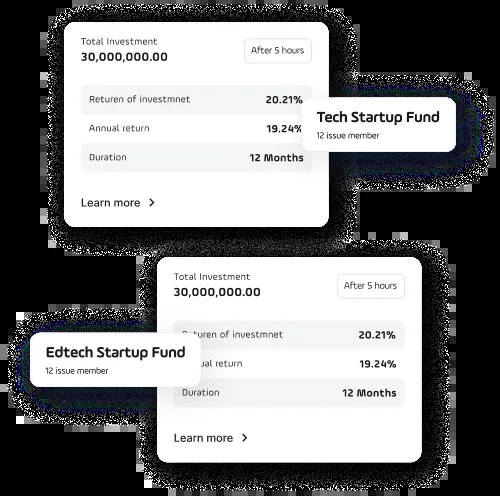 Total Investment
30,000,000.00
After 5 hours
Returen of investmnet 20.21%
Annual return 19.24%
Duration 12 Months
Learn more
Tech Startup Fund
12 issue member
Total Investment
30,000,000.00
After 5 hours
Returen of investmnet 20.21%
return 19.24%
Duration 12 Months
Learn more
Edtech Startup Fund
12 issue member